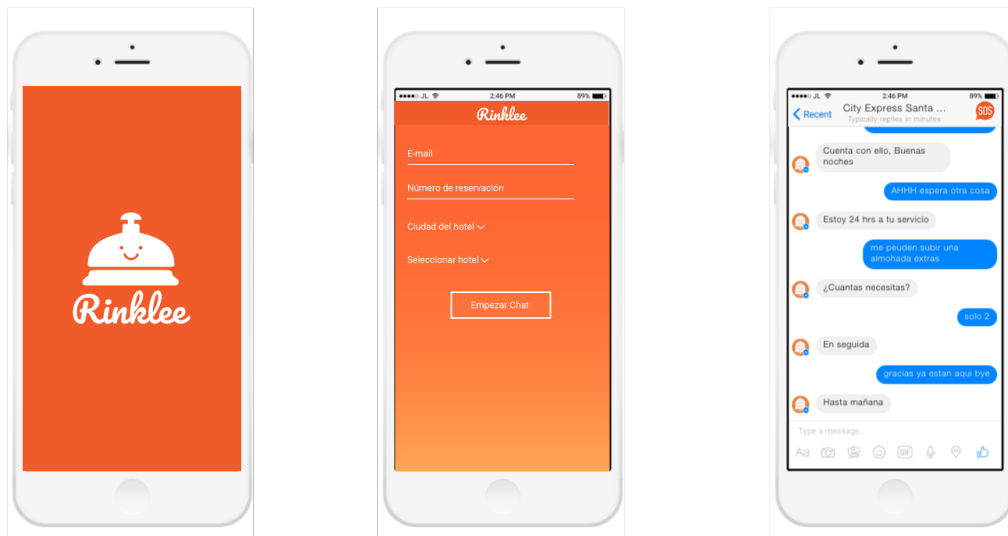 Rinklee
JL 2:46 PM 89%
Rinklee
E-mail
Número de reservación
CIudad del hotel
Seleccionar hotel
Empezar Chat
JL 2:46 PM 89%
Recent City Express Santa ... SOS
Typically replies in minutes
Cuenta con ello, Buenas
noches
AHHH espera otra cosa
Estoy 24 hrs a tu servicio
me peuden subir una
almohada extras
¿Cuantas necesitas?
solo 2
En seguida
gracias ya estan aqui bye
Hasta mañana
Type a message..
Aa GIF